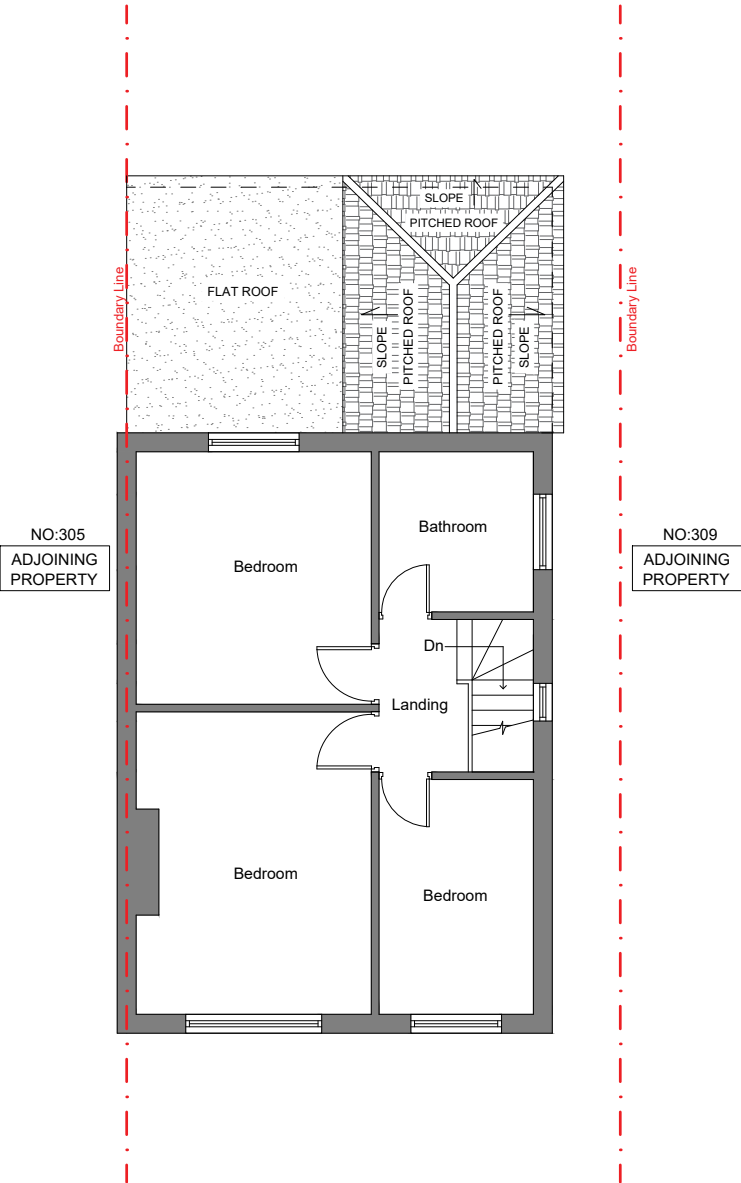 SLOPE
PITCHED ROOF
FLAT ROOF
Boundary Line
SLOPE
PITCHED ROOF
PITCHED ROOF
SLOPE
Boundary Line
NO:305
ADJOINING
PROPERTY
Bedroom
Bathroom
NO:309
ADJOINING
PROPERTY
Dn
Landing
Bedroom
Bedroom